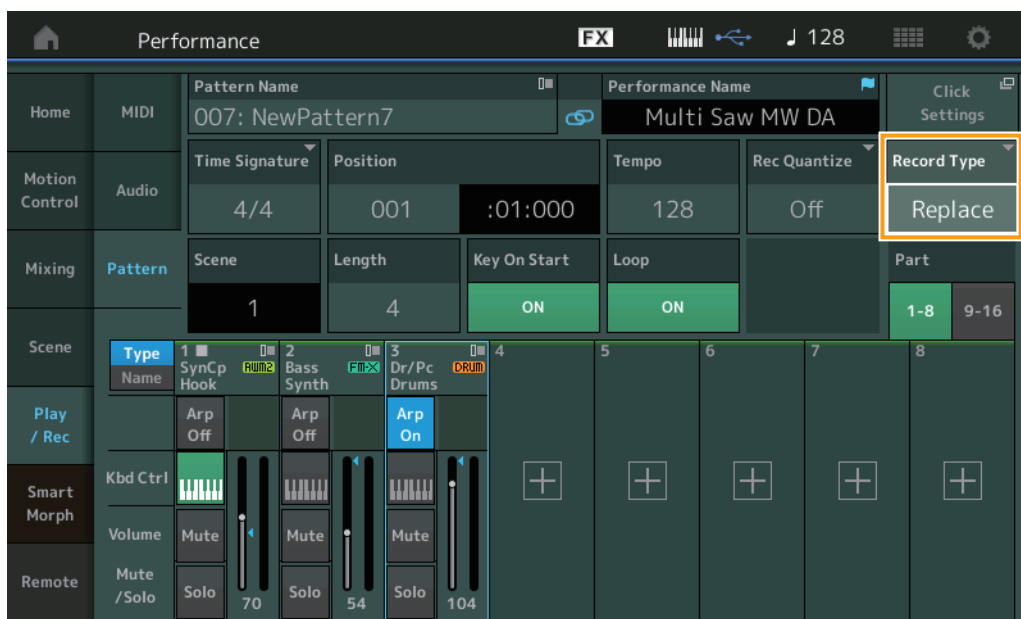 Performance
FX
♩ 128
Home
Motion
Control
Mixing
Scene
Play
/ Rec
Smart
Morph
Remote
MIDI
Audio
Pattern
Pattern Name
007: NewPattern7
Performance Name
Multi Saw MW DA
Click
Settings
Time Signature
4/4
Position
001
:01:000
Tempo
128
Rec Quantize
Off
Record Type
Replace
Scene
1
Length
4
Key On Start
ON
Loop
ON
Part
1-8
9-16
Type
Name
1
SynCp
Hook
AWM2
2
Bass
Synth
FM-X
3
Dr/Pc
Drums
DRUM
4
5
6
7
8
Arp
Off
Arp
Off
Arp
On
Kbd Ctrl
Volume
Mute
/Solo
Mute
Mute
Mute
Solo
70
Solo
54
Solo
104